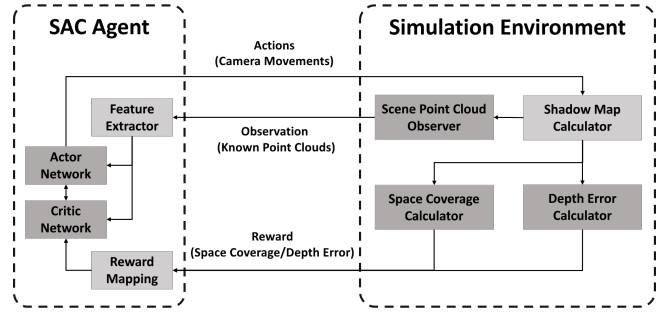 SAC Agent
Simulation Environment
Actions
(Camera Movements)
Feature
Extractor
Scene Point Cloud
Observer
Shadow Map
Calculator
Observation
(Known Point Clouds)
Actor
Network
Critic
Network
Space Coverage
Calculator
Depth Error
Calculator
Reward
(Space Coverage/Depth Error)
Reward
Mapping